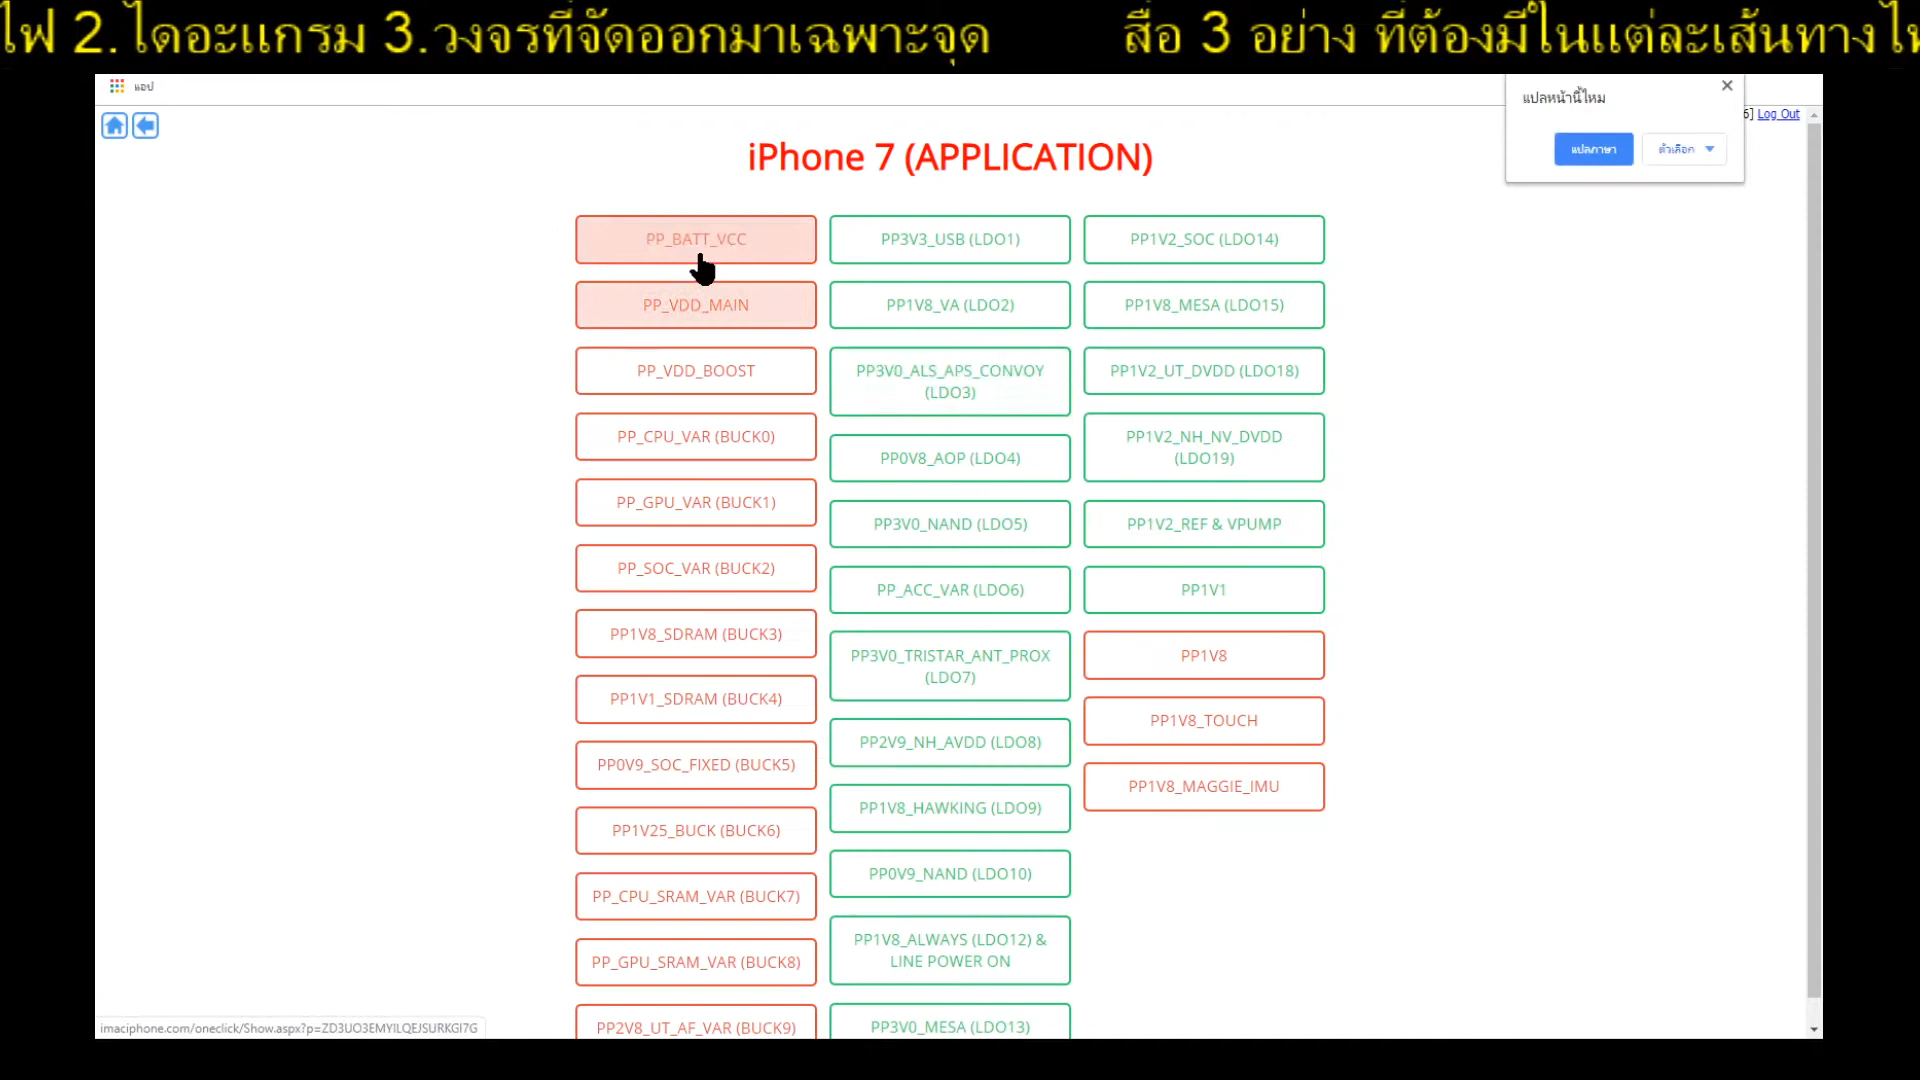 ไฟ 2.ไดอะแกรม 3.วงจรที่จัดออกมาเฉพาะจุด สื่อ 3 อย่าง ที่ต้องมีในแต่ละเส้นทางไฟ
แอป
แปลหน้านี้ไหม
6] Log Out
แปลภาษา ตัวเลือก
iPhone 7 (APPLICATION)
PP_BATT_VCC
PP_VDD_MAIN
PP_VDD_BOOST
PP_CPU_VAR (BUCK0)
PP_GPU_VAR (BUCK1)
PP_SOC_VAR (BUCK2)
PP1V8_SDRAM (BUCK3)
PP1V1_SDRAM (BUCK4)
PP0V9_SOC_FIXED (BUCK5)
PP1V25_BUCK (BUCK6)
PP_CPU_SRAM_VAR (BUCK7)
PP_GPU_SRAM_VAR (BUCK8)
PP2V8_UT_AF_VAR (BUCK9)
PP3V3_USB (LDO1)
PP1V8_VA (LDO2)
PP3V0_ALS_APS_CONVOY
(LDO3)
PP0V8_AOP (LDO4)
PP3V0_NAND (LDO5)
PP_ACC_VAR (LDO6)
PP3V0_TRISTAR_ANT_PROX
(LDO7)
PP2V9_NH_AVDD (LDO8)
PP1V8_HAWKING (LDO9)
PP0V9_NAND (LDO10)
PP1V8_ALWAYS (LDO12) &
LINE POWER ON
PP3V0_MESA (LDO13)
PP1V2_SOC (LDO14)
PP1V8_MESA (LDO15)
PP1V2_UT_DVDD (LDO18)
PP1V2_NH_NV_DVDD
(LDO19)
PP1V2_REF & VPUMP
PP1V1
PP1V8
PP1V8_TOUCH
PP1V8_MAGGIE_IMU
imaciphone.com/oneclick/Show.aspx?p=ZD3UO3EMYILQEJSURKGI7G